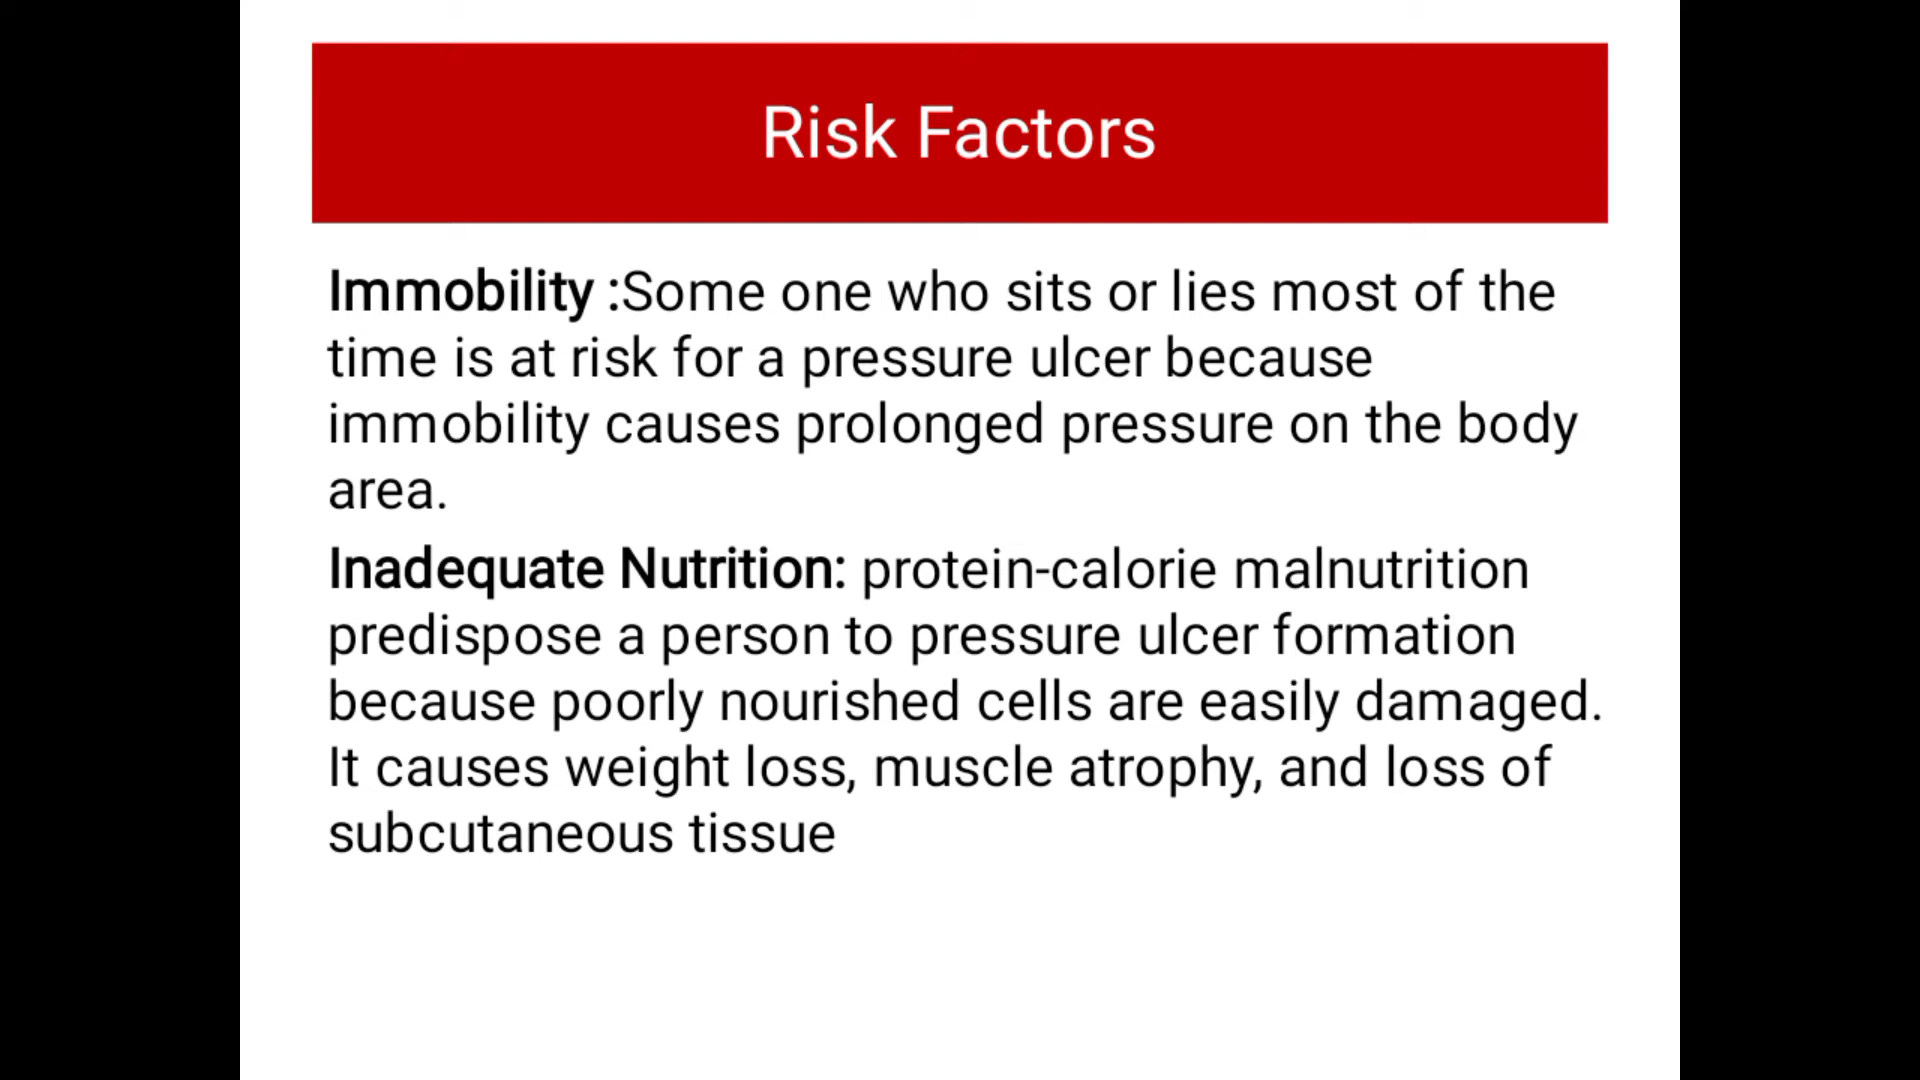 Risk Factors
Immobility :Some one who sits or lies most of the
time is at risk for a pressure ulcer because
immobility causes prolonged pressure on the body
area.
Inadequate Nutrition: protein-calorie malnutrition
predispose a person to pressure ulcer formation
because poorly nourished cells are easily damaged.
It causes weight loss, muscle atrophy, and loss of
subcutaneous tissue